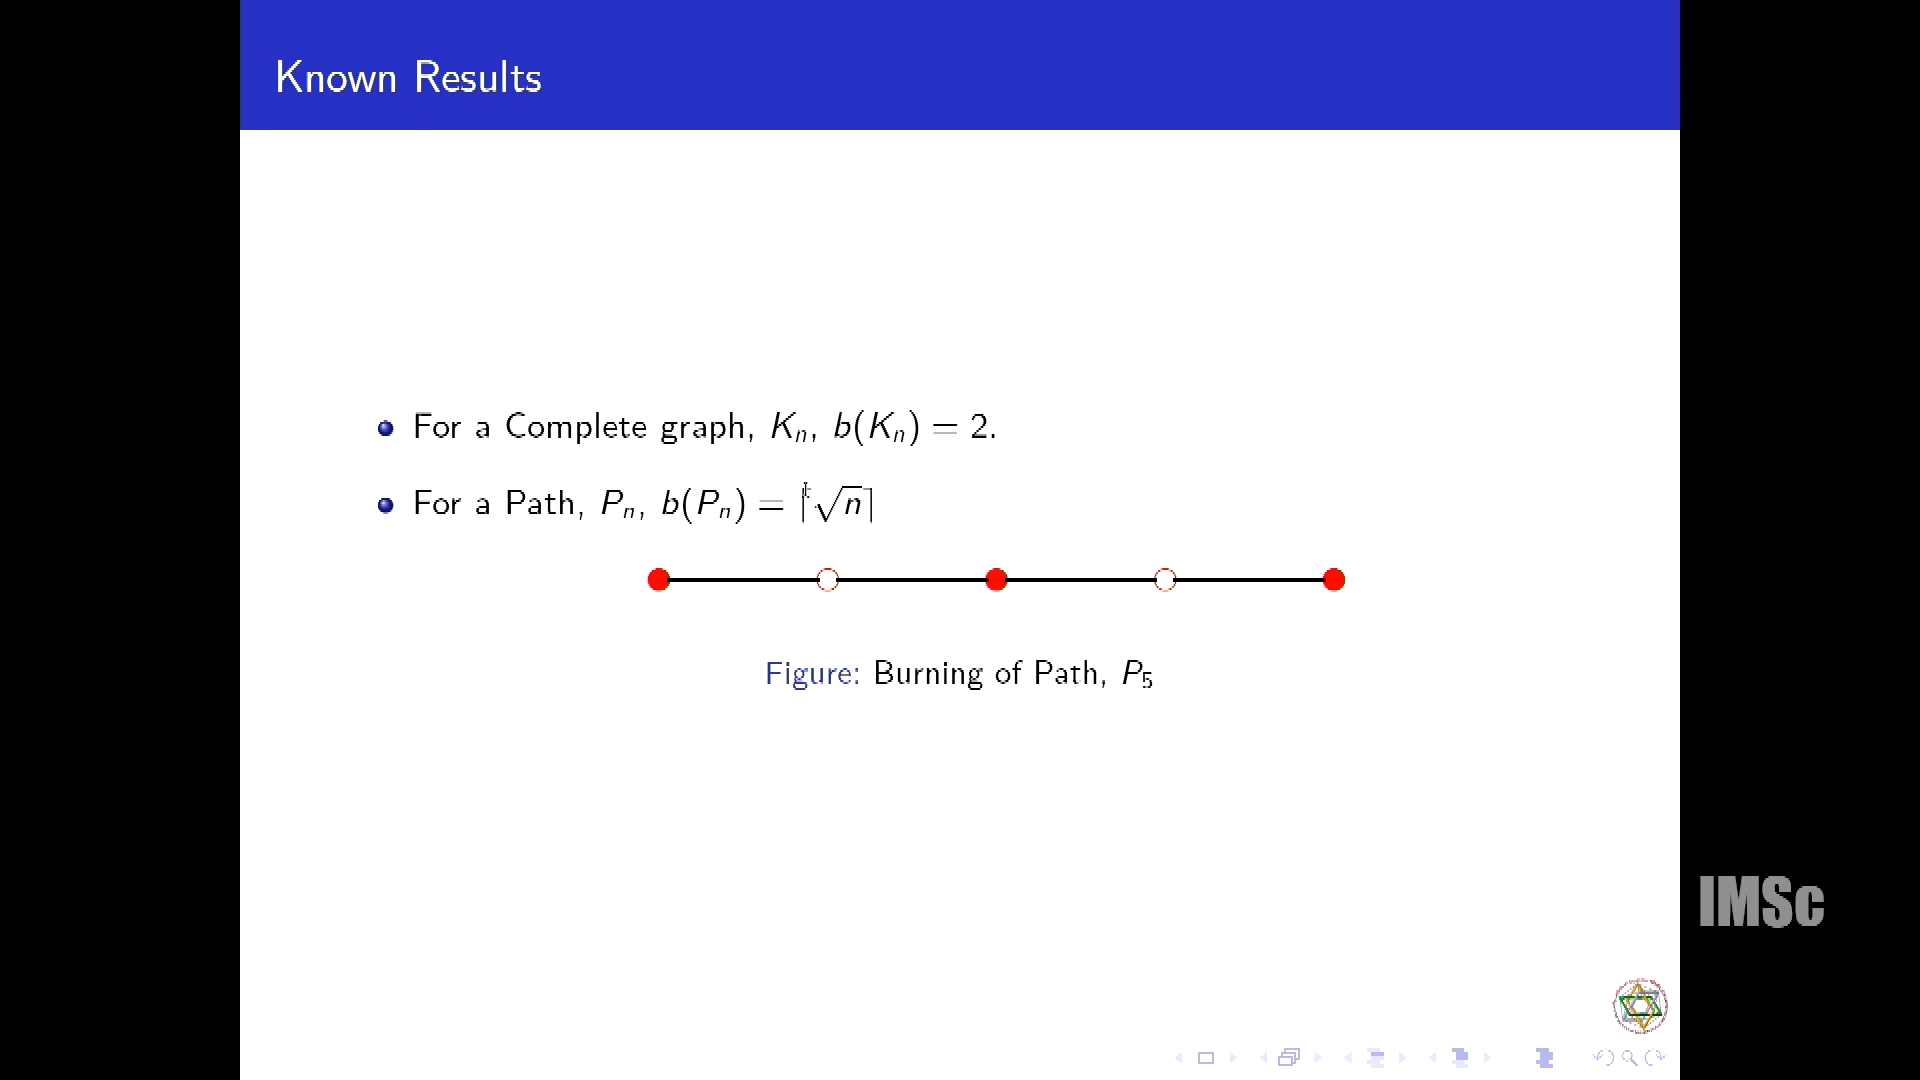 Known Results
For a Complete graph, Kₙ, b(Kₙ) = 2.
For a Path, Pₙ, b(Pₙ) = ⌈√n⌉
Figure: Burning of Path, P₅
IMSc